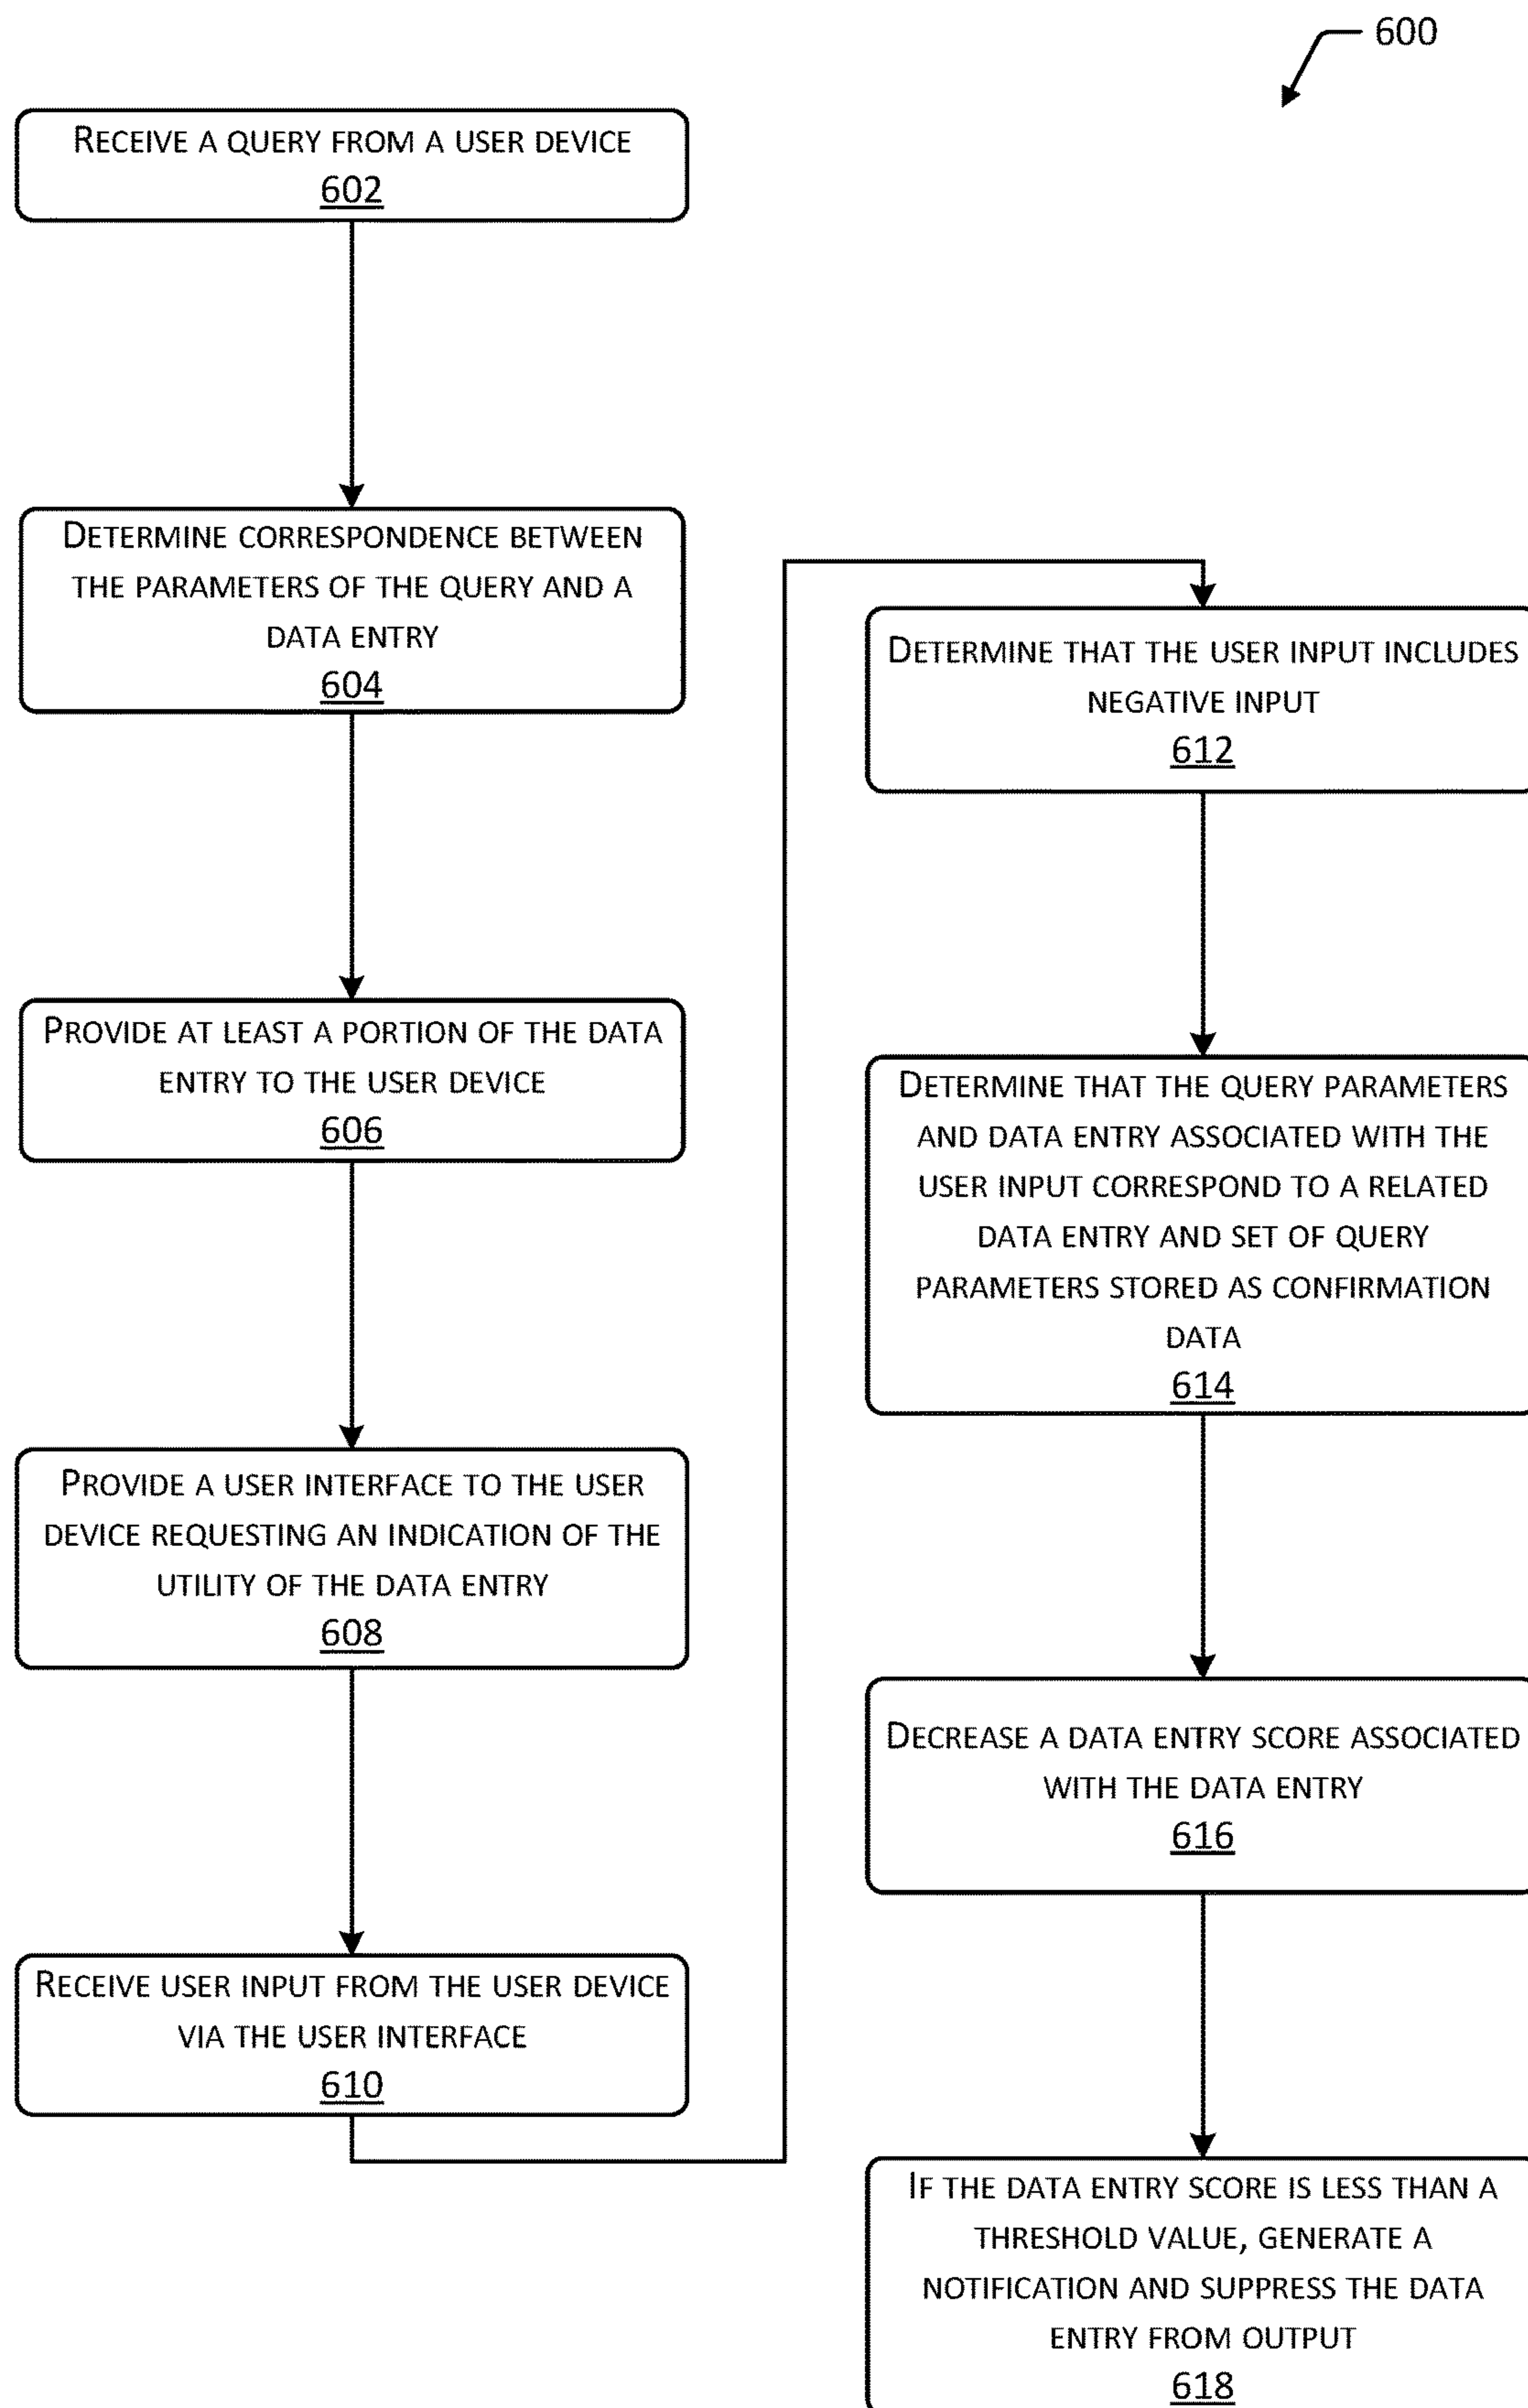 600
RECEIVE A QUERY FROM A USER DEVICE
602
DETERMINE CORRESPONDENCE BETWEEN
THE PARAMETERS OF THE QUERY AND A
DATA ENTRY
604
PROVIDE AT LEAST A PORTION OF THE DATA
ENTRY TO THE USER DEVICE
606
PROVIDE A USER INTERFACE TO THE USER
DEVICE REQUESTING AN INDICATION OF THE
UTILITY OF THE DATA ENTRY
608
RECEIVE USER INPUT FROM THE USER DEVICE
VIA THE USER INTERFACE
610
DETERMINE THAT THE USER INPUT INCLUDES
NEGATIVE INPUT
612
DETERMINE THAT THE QUERY PARAMETERS
AND DATA ENTRY ASSOCIATED WITH THE
USER INPUT CORRESPOND TO A RELATED
DATA ENTRY AND SET OF QUERY
PARAMETERS STORED AS CONFIRMATION
DATA
614
DECREASE A DATA ENTRY SCORE ASSOCIATED
WITH THE DATA ENTRY
616
IF THE DATA ENTRY SCORE IS LESS THAN A
THRESHOLD VALUE, GENERATE A
NOTIFICATION AND SUPPRESS THE DATA
ENTRY FROM OUTPUT
618